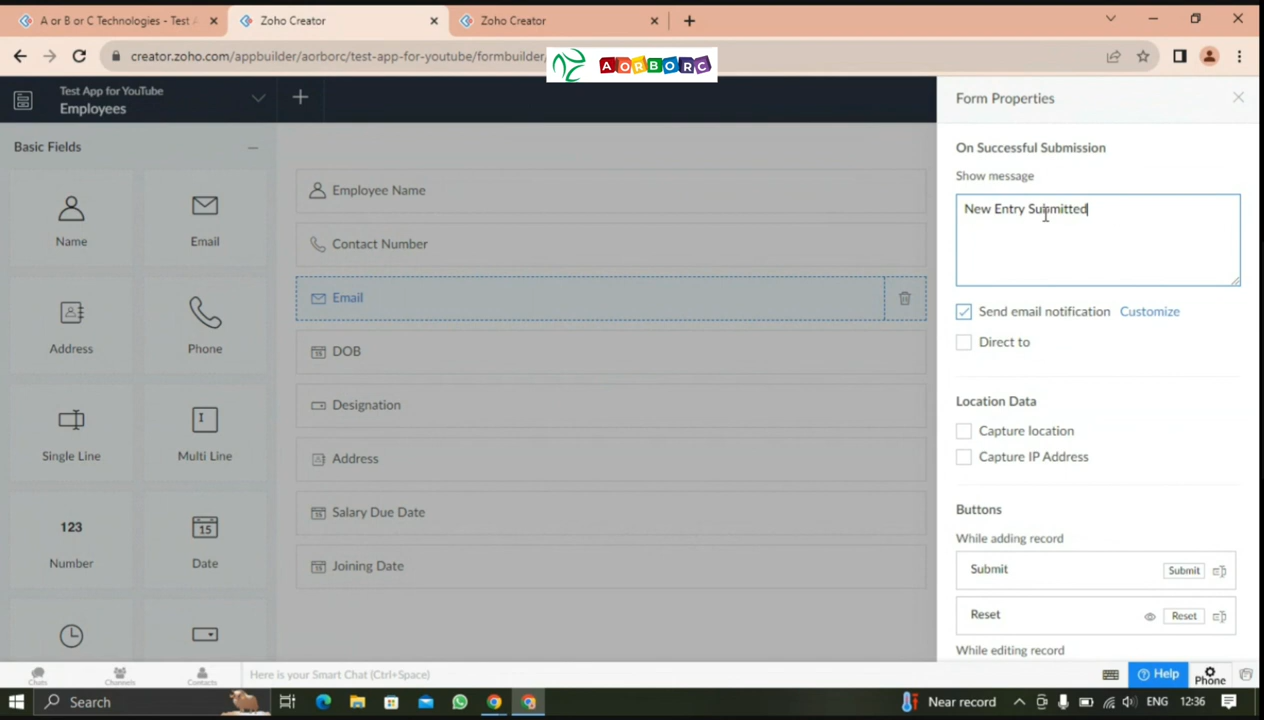 A or B or C Technologies - Test A
Zoho Creator
Zoho Creator
creator.zoho.com/appbuilder/aorborc/test-app-for-youtube/formbuilder/
AORBORC
Test App for YouTube
Employees
Form Properties
Basic Fields
Name
Email
Address
Phone
Single Line
Multi Line
123
Number
15
Date
Employee Name
Contact Number
Email
DOB
Designation
Address
Salary Due Date
Joining Date
On Successful Submission
Show message
New Entry Submitted
Send email notification Customize
Direct to
Location Data
Capture location
Capture IP Address
Buttons
While adding record
Submit Submit
Reset Reset
While editing record
Chats
Channels
Contacts
Here is your Smart Chat (Ctrl+Space)
Help
Phone
Search
Near record
ENG
12:36